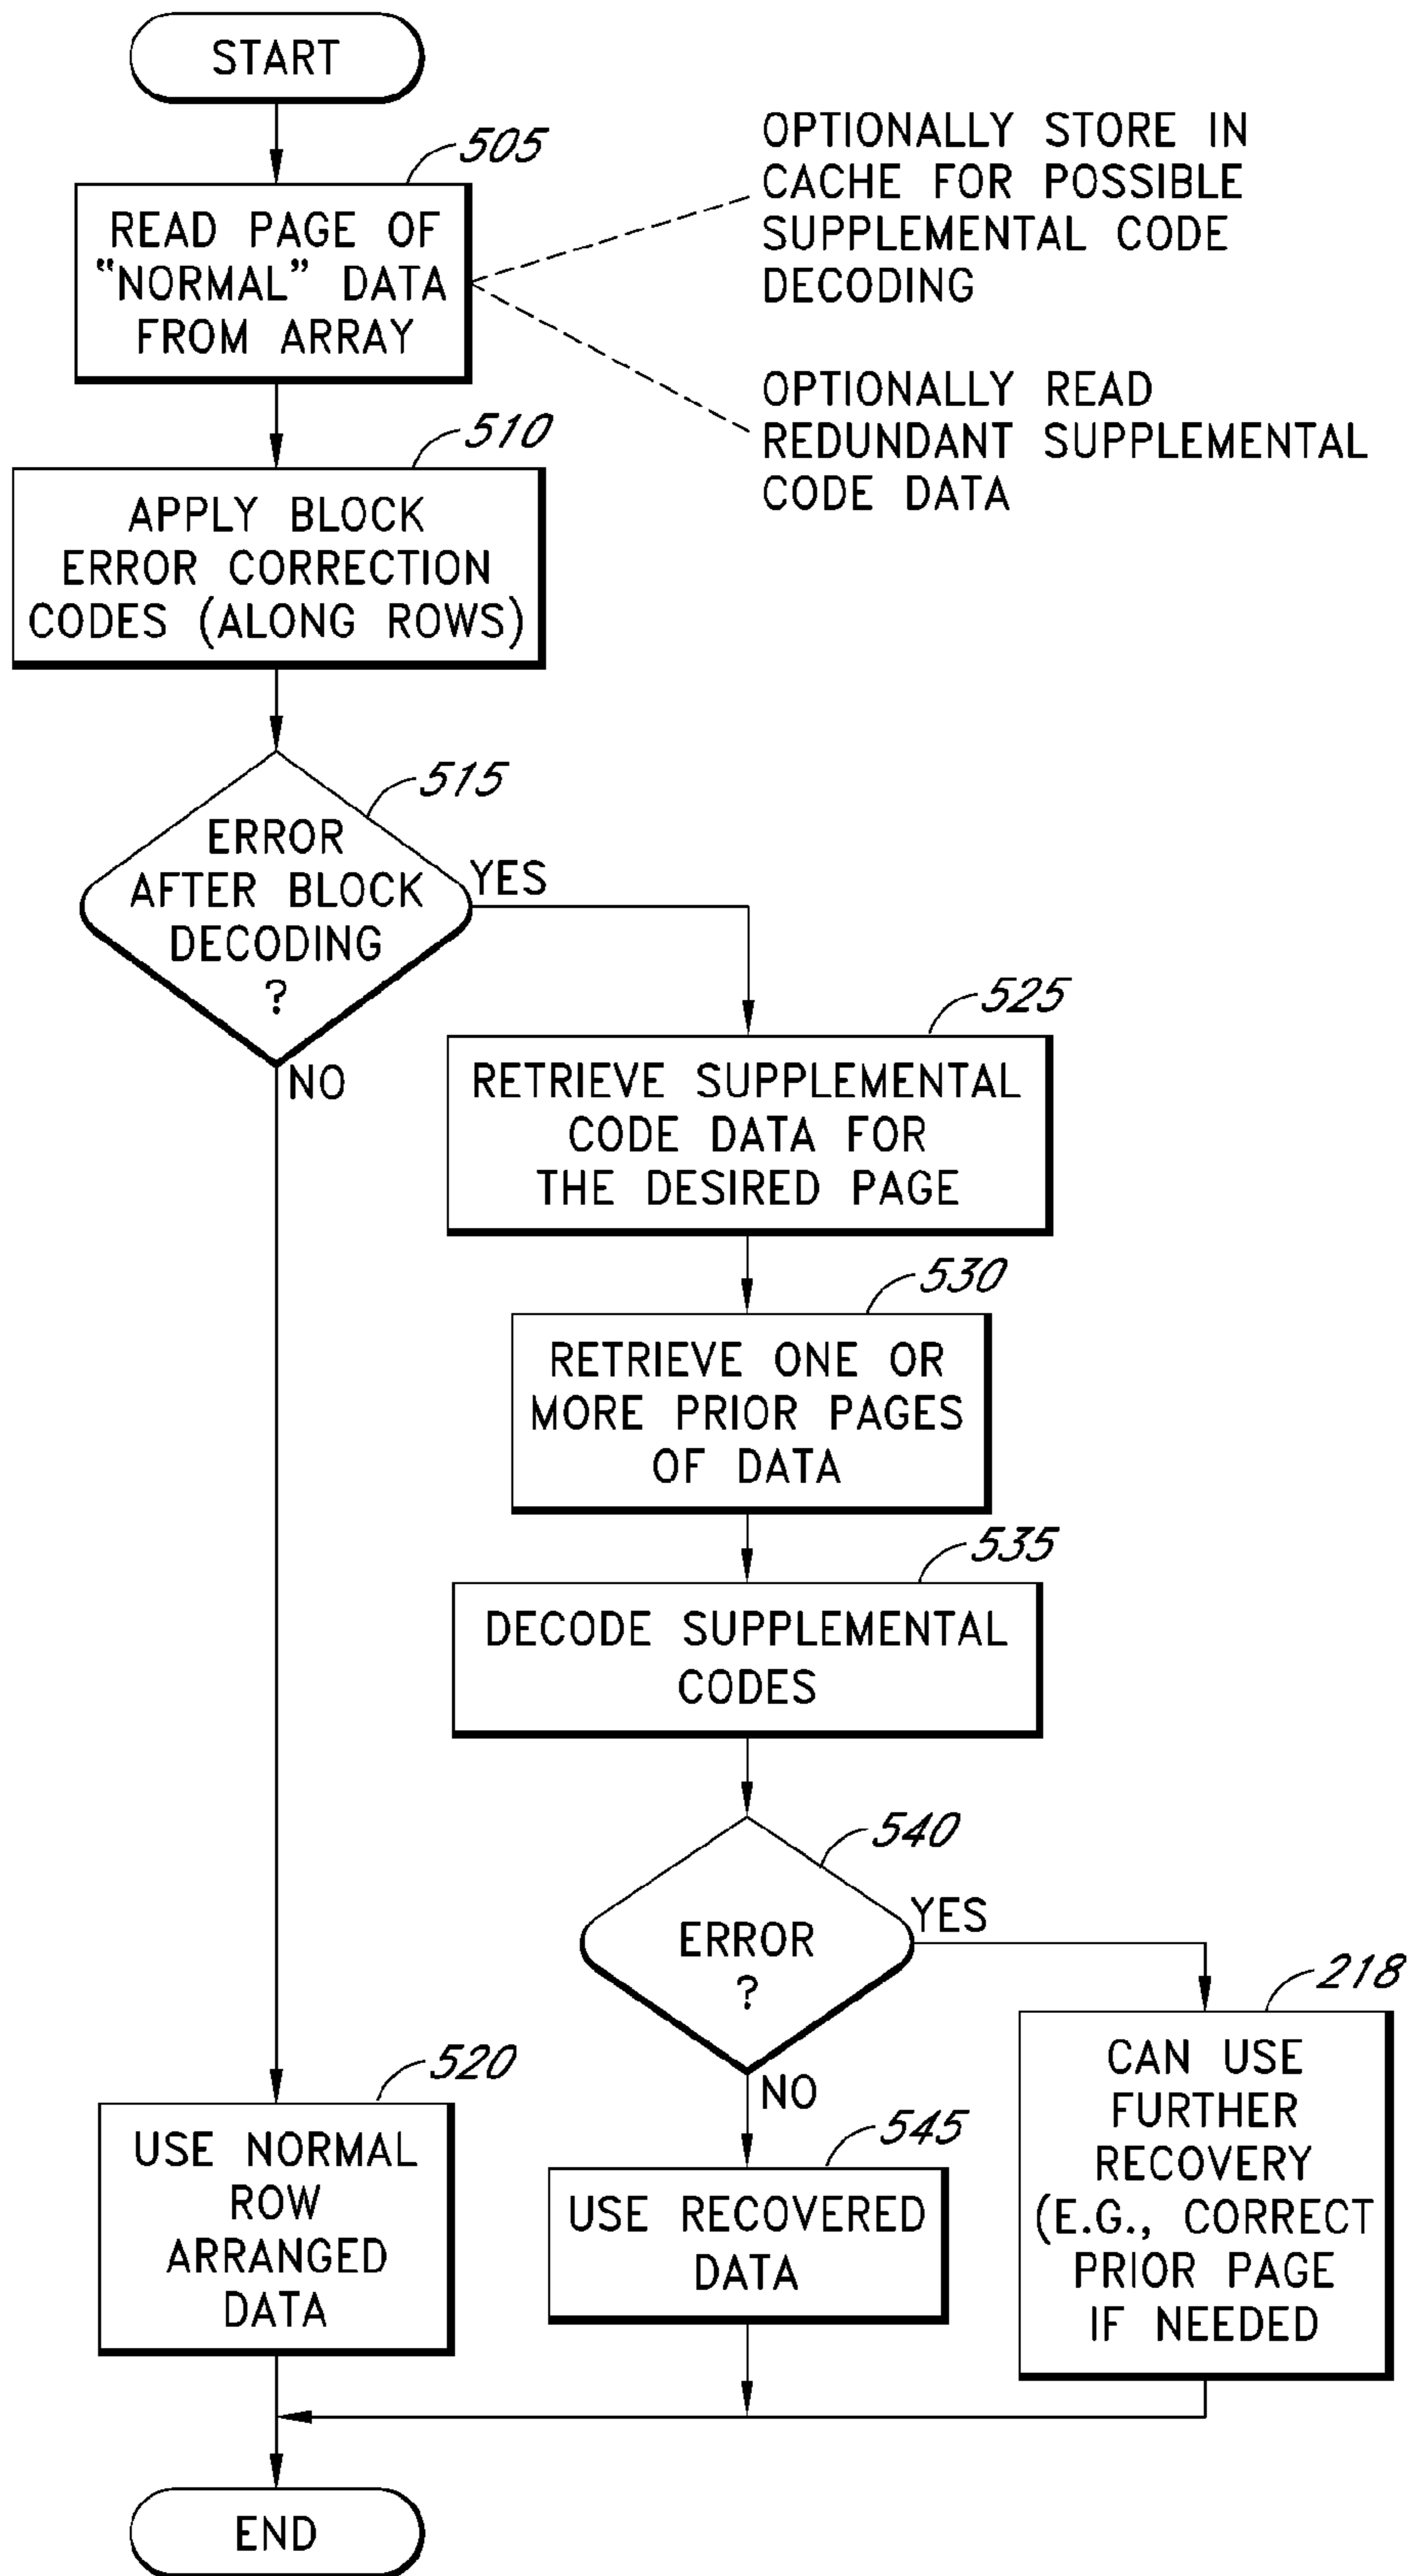 START
505
READ PAGE OF
“NORMAL” DATA
FROM ARRAY
OPTIONALLY STORE IN
CACHE FOR POSSIBLE
SUPPLEMENTAL CODE
DECODING
OPTIONALLY READ
REDUNDANT SUPPLEMENTAL
CODE DATA
510
APPLY BLOCK
ERROR CORRECTION
CODES (ALONG ROWS)
515
ERROR
AFTER BLOCK
DECODING
?
YES
NO
525
RETRIEVE SUPPLEMENTAL
CODE DATA FOR
THE DESIRED PAGE
530
RETRIEVE ONE OR
MORE PRIOR PAGES
OF DATA
535
DECODE SUPPLEMENTAL
CODES
540
ERROR
?
YES
NO
218
CAN USE
FURTHER
RECOVERY
(E.G., CORRECT
PRIOR PAGE
IF NEEDED
520
USE NORMAL
ROW
ARRANGED
DATA
545
USE RECOVERED
DATA
END